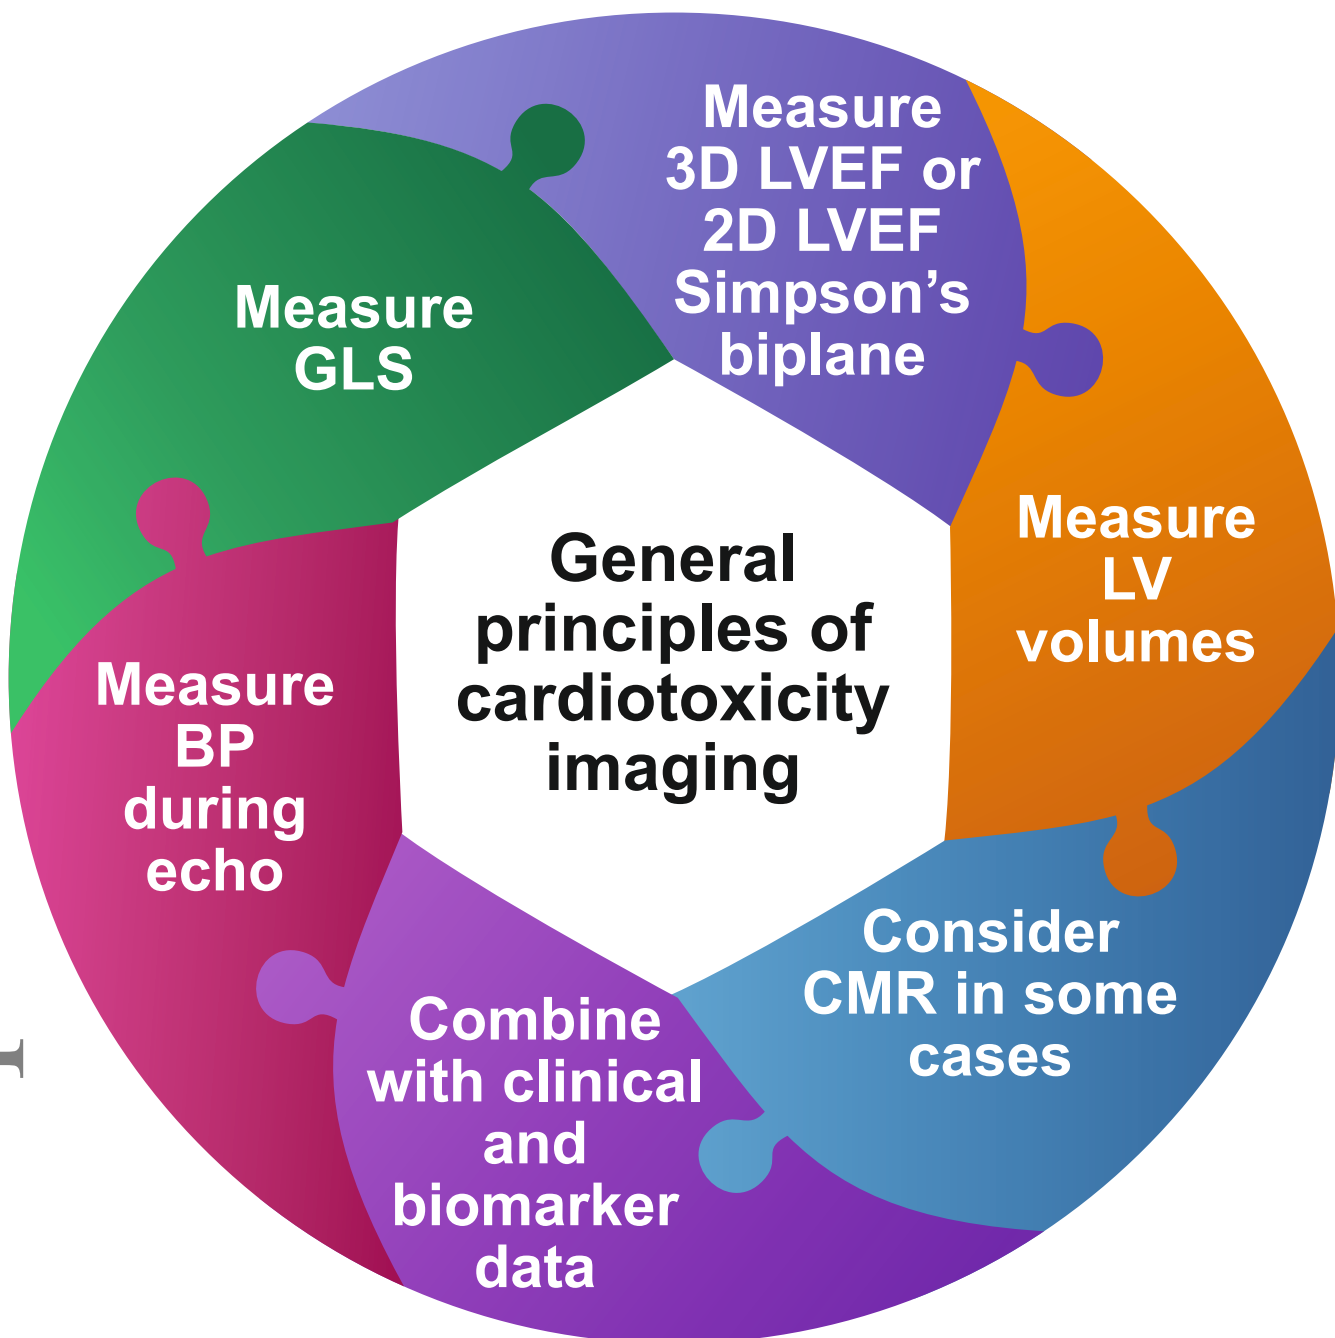 Measure
3D LVEF or
2D LVEF
Simpson’s
biplane
Measure
LV
volumes
Consider
CMR in some
cases
Combine
with clinical
and
biomarker
data
Measure
BP
during
echo
Measure
GLS
General
principles of
cardiotoxicity
imaging